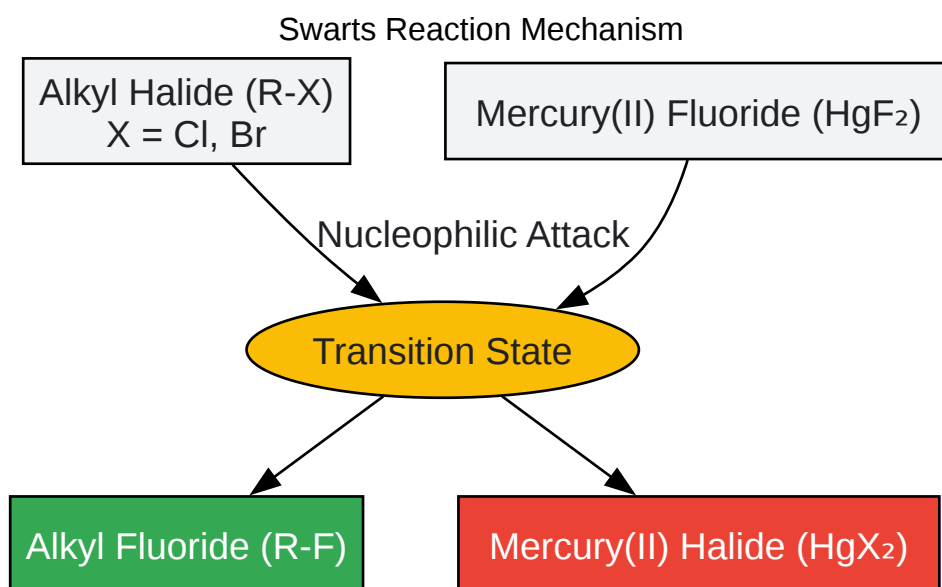 Swarts Reaction Mechanism
Alkyl Halide (R-X)
X = Cl, Br
Mercury(II) Fluoride (HgF₂)
Nucleophilic Attack
Transition State
Alkyl Fluoride (R-F)
Mercury(II) Halide (HgX₂)